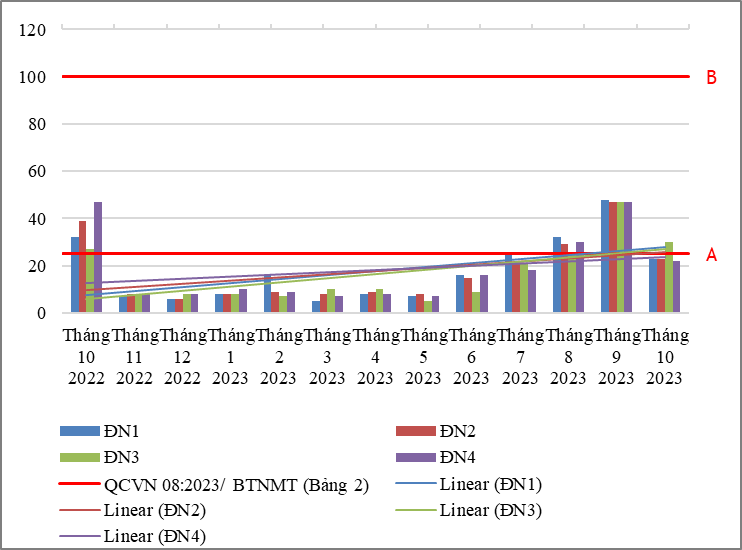 120
100
B
80
60
40
A
20
0
Tháng Tháng Tháng Tháng Tháng Tháng Tháng Tháng Tháng Tháng Tháng Tháng Tháng
10 11 12 1 2 3 4 5 6 7 8 9 10
2022 2022 2022 2023 2023 2023 2023 2023 2023 2023 2023 2023 2023
ĐN1 ĐN2
ĐN3 ĐN4
QCVN 08:2023/ BTNMT (Bảng 2) Linear (ĐN1)
Linear (ĐN2) Linear (ĐN3)
Linear (ĐN4)